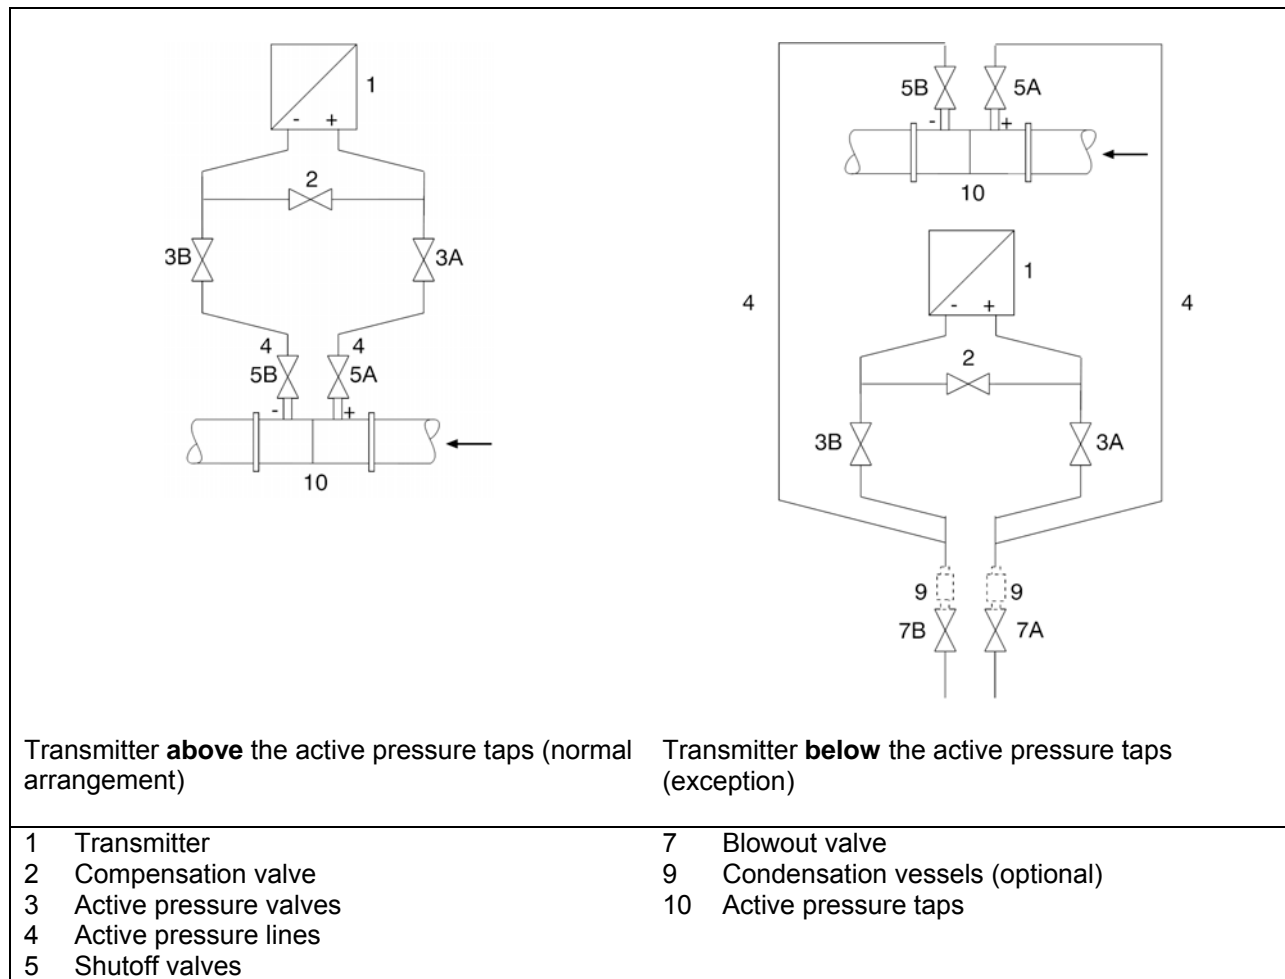 1
- +
2
3B
3A
4
4
5B
5A
-
+
10
5B
5A
-
+
10
1
- +
4
4
2
3B
3A
9
9
7B
7A
Transmitter above the active pressure taps (normal
arrangement)
Transmitter below the active pressure taps
(exception)
1 Transmitter
2 Compensation valve
3 Active pressure valves
4 Active pressure lines
5 Shutoff valves
7 Blowout valve
9 Condensation vessels (optional)
10 Active pressure taps